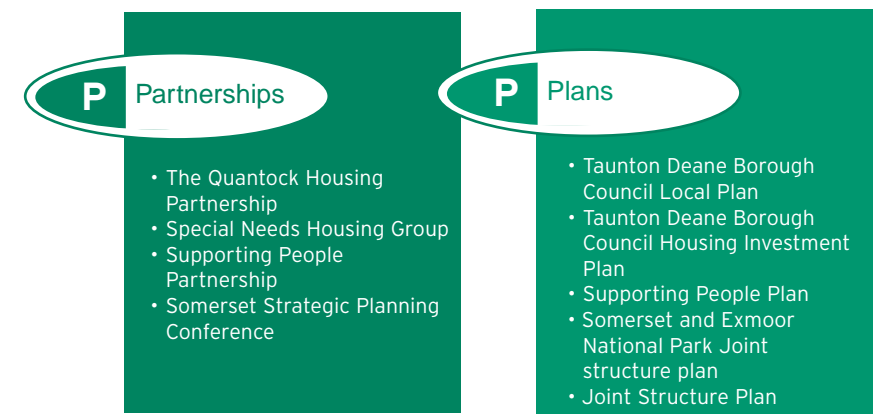 P Partnerships
• The Quantock Housing
Partnership
• Special Needs Housing Group
• Supporting People
Partnership
• Somerset Strategic Planning
Conference
P Plans
• Taunton Deane Borough
Council Local Plan
• Taunton Deane Borough
Council Housing Investment
Plan
• Supporting People Plan
• Somerset and Exmoor
National Park Joint
structure plan
• Joint Structure Plan